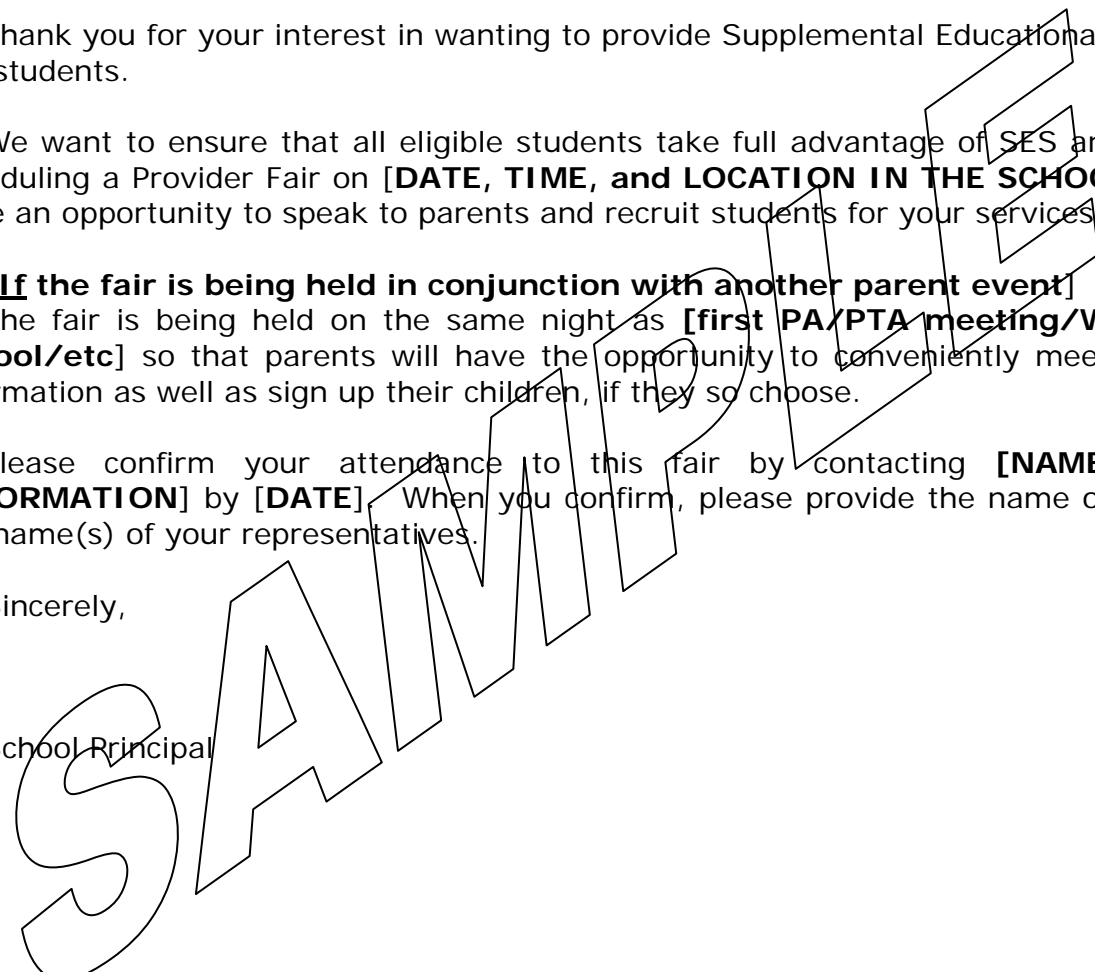 hank you for your interest in wanting to provide Supplemental Educationa
students.
We want to ensure that all eligible students take full advantage of SES an
duling a Provider Fair on [DATE, TIME, and LOCATION IN THE SCHOO
e an opportunity to speak to parents and recruit students for your services
If the fair is being held in conjunction with another parent event]
he fair is being held on the same night as [first PA/PTA meeting/W
ool/etc] so that parents will have the opportunity to conveniently mee
rmation as well as sign up their children, if they so choose.
lease confirm your attendance to this fair by contacting [NAME
ORMATION] by [DATE]. When you confirm, please provide the name o
name(s) of your representatives.
incerely,
chool Principal
SAMPLE